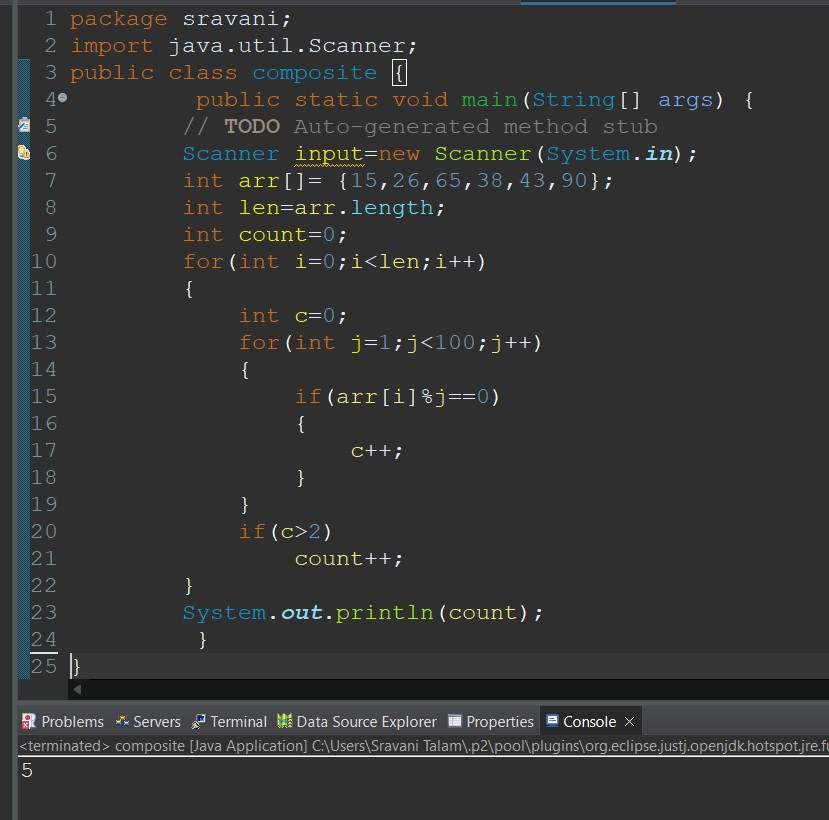 1 package sravani;
2 import java.util.Scanner;
3 public class composite {
4 public static void main(String[] args) {
5 // TODO Auto-generated method stub
6 Scanner input=new Scanner(System.in);
7 int arr[]= {15,26,65,38,43,90};
8 int len=arr.length;
9 int count=0;
10 for(int i=0;i<len;i++)
11 {
12 int c=0;
13 for(int j=1;j<100;j++)
14 {
15 if(arr[i]%j==0)
16 {
17 c++;
18 }
19 }
20 if(c>2)
21 count++;
22 }
23 System.out.println(count);
24 }
25 }
Problems Servers Terminal Data Source Explorer Properties Console
<terminated> composite [Java Application] C:\Users\Sravani Talam\.p2\pool\plugins\org.eclipse.justj.openjdk.hotspot.jre.fu
5